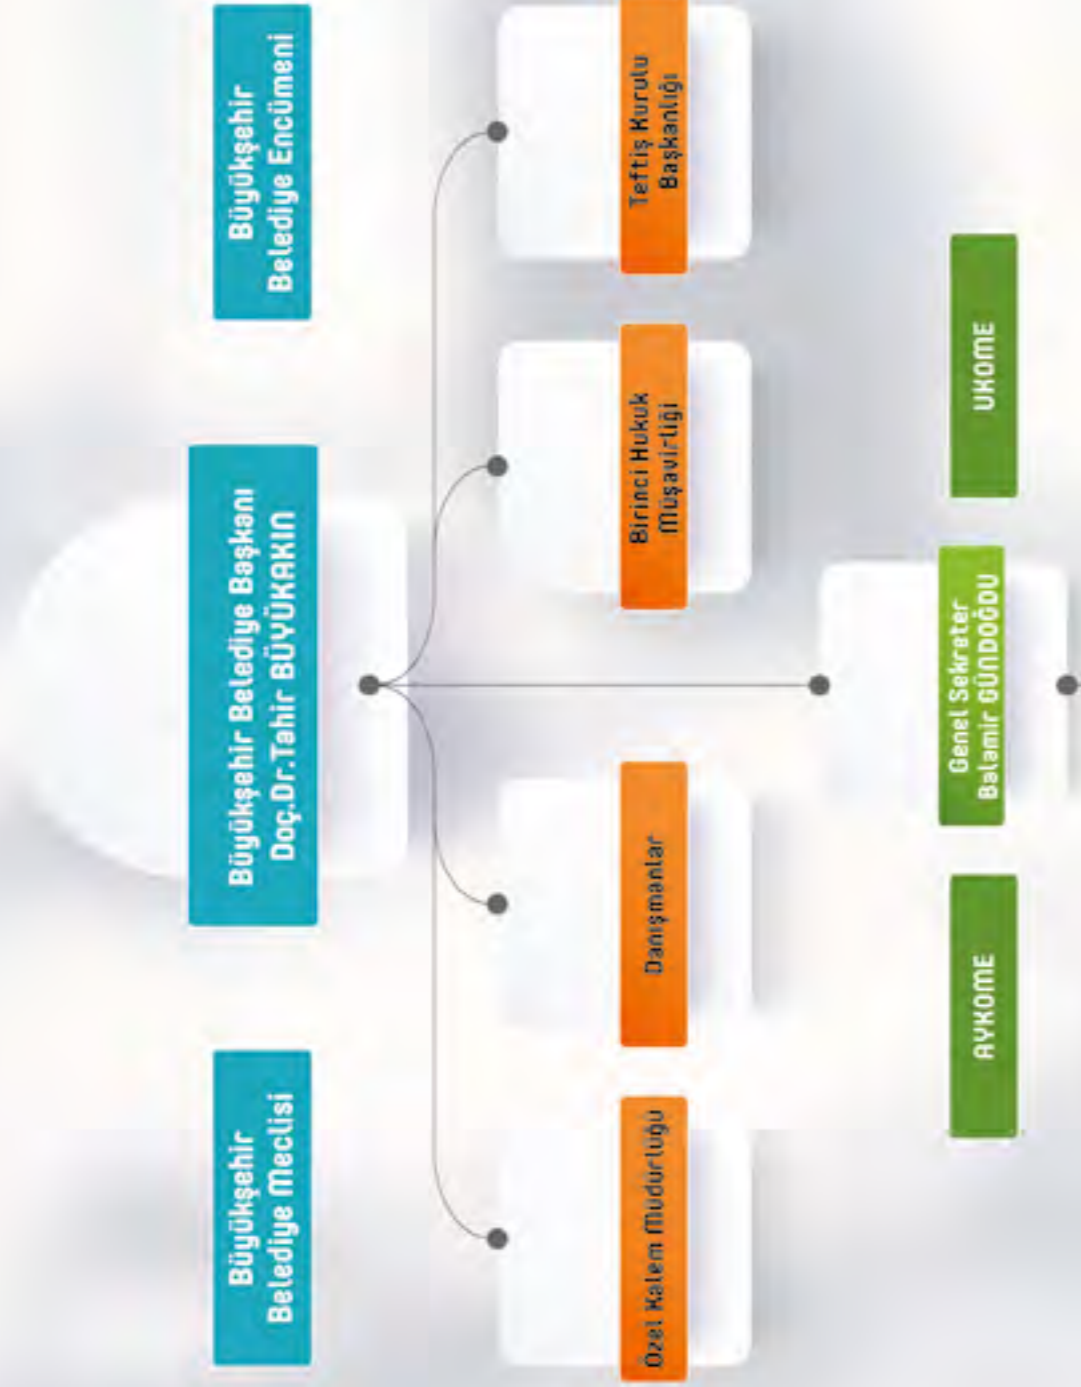 Büyükşehir
Belediye Meclisi
Büyükşehir Belediye Başkanı
Doç.Dr.Tahir BÜYÜKAKIN
Büyükşehir
Belediye Encümeni
Özel Kalem Müdürlüğü
Danışmanlar
Birinci Hukuk
Müşavirliği
Teftiş Kurulu
Başkanlığı
AYKOME
Genel Sekreter
Balamir GÜNDOĞDU
UKOME